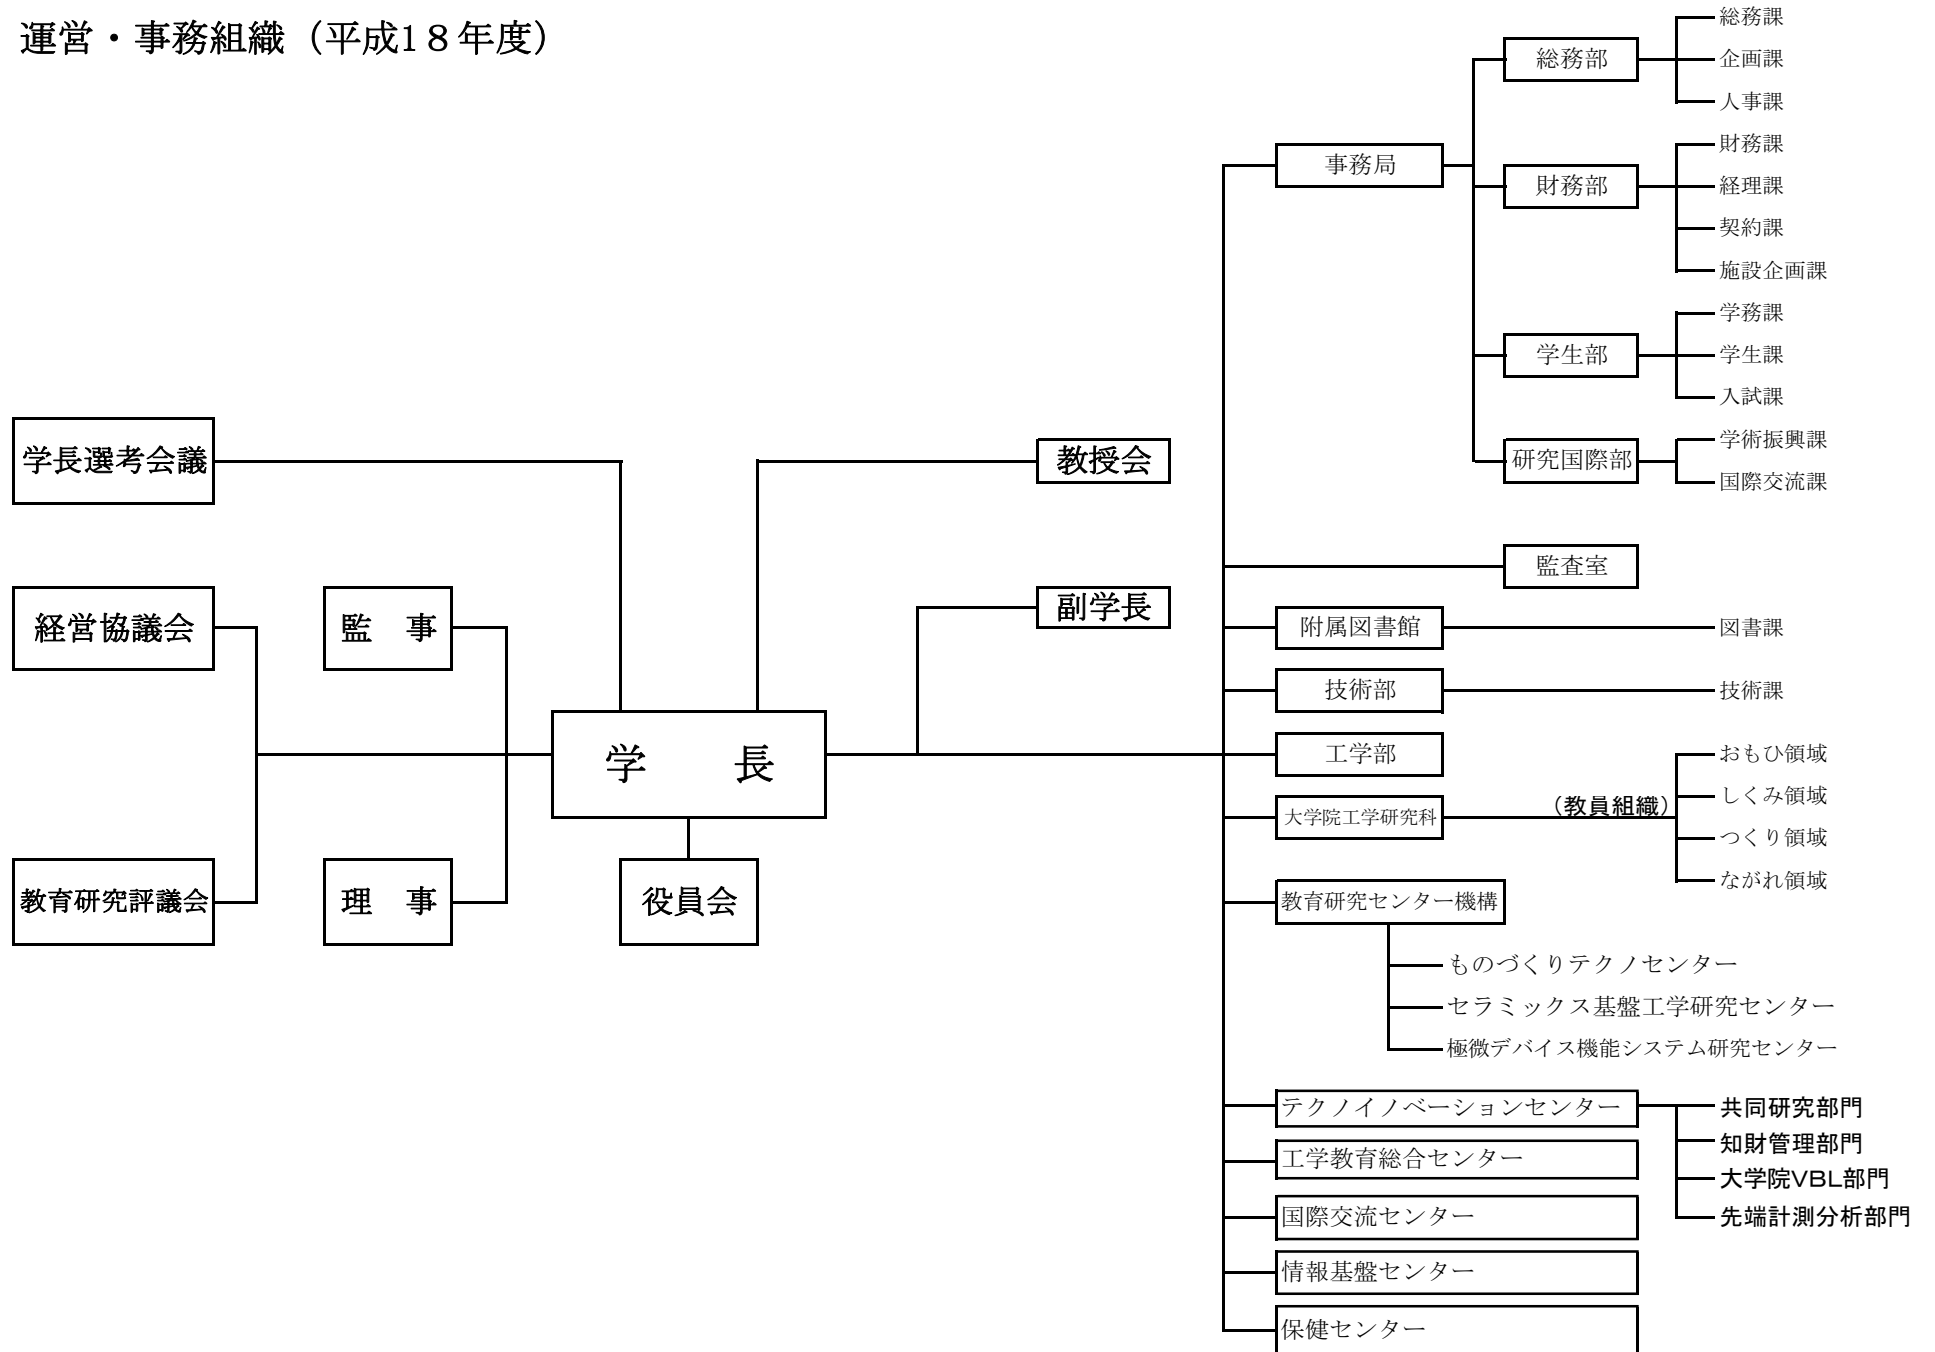 運営・事務組織（平成1８年度）
総務課
企画課
人事課
総務部
財務課
経理課
契約課
施設企画課
事務局
財務部
学務課
学生課
入試課
学生部
学術振興課
国際交流課
研究国際部
学長選考会議
教授会
監査室
経営協議会
監　事
副学長
附属図書館
図書課
技術部
技術課
学　　長
工学部
大学院工学研究科
（教員組織）
おもひ領域
しくみ領域
つくり領域
ながれ領域
教育研究評議会
理　事
役員会
教育研究センター機構
ものづくりテクノセンター
セラミックス基盤工学研究センター
極微デバイス機能システム研究センター
テクノイノベーションセンター
共同研究部門
知財管理部門
大学院VBL部門
先端計測分析部門
工学教育総合センター
国際交流センター
情報基盤センター
保健センター